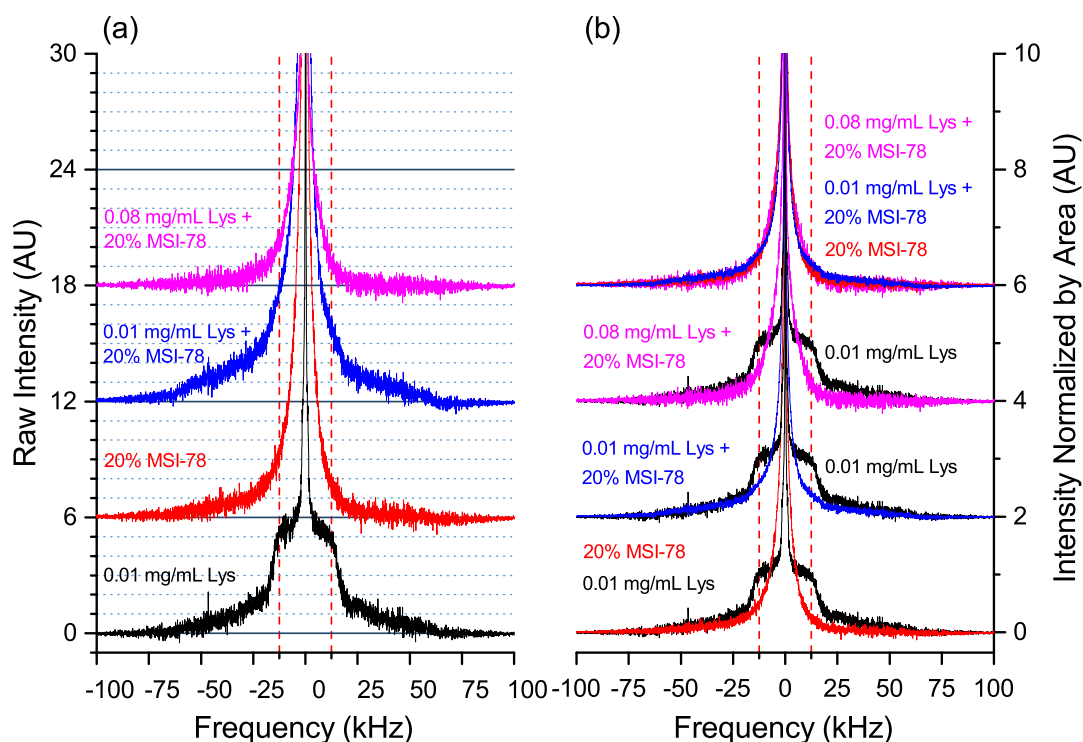 (a)
Raw Intensity (AU)
30
24
18
12
6
0
0.08 mg/mL Lys +
20% MSI-78
0.01 mg/mL Lys +
20% MSI-78
20% MSI-78
0.01 mg/mL Lys
-100 -75 -50 -25 0 25 50 75 100
Frequency (kHz)
(b)
0.08 mg/mL Lys +
20% MSI-78
0.01 mg/mL Lys +
20% MSI-78
20% MSI-78
0.08 mg/mL Lys +
20% MSI-78
0.01 mg/mL Lys
0.01 mg/mL Lys +
20% MSI-78
0.01 mg/mL Lys
20% MSI-78
0.01 mg/mL Lys
10
8
6
4
2
0
Intensity Normalized by Area (AU)
-100 -75 -50 -25 0 25 50 75 100
Frequency (kHz)